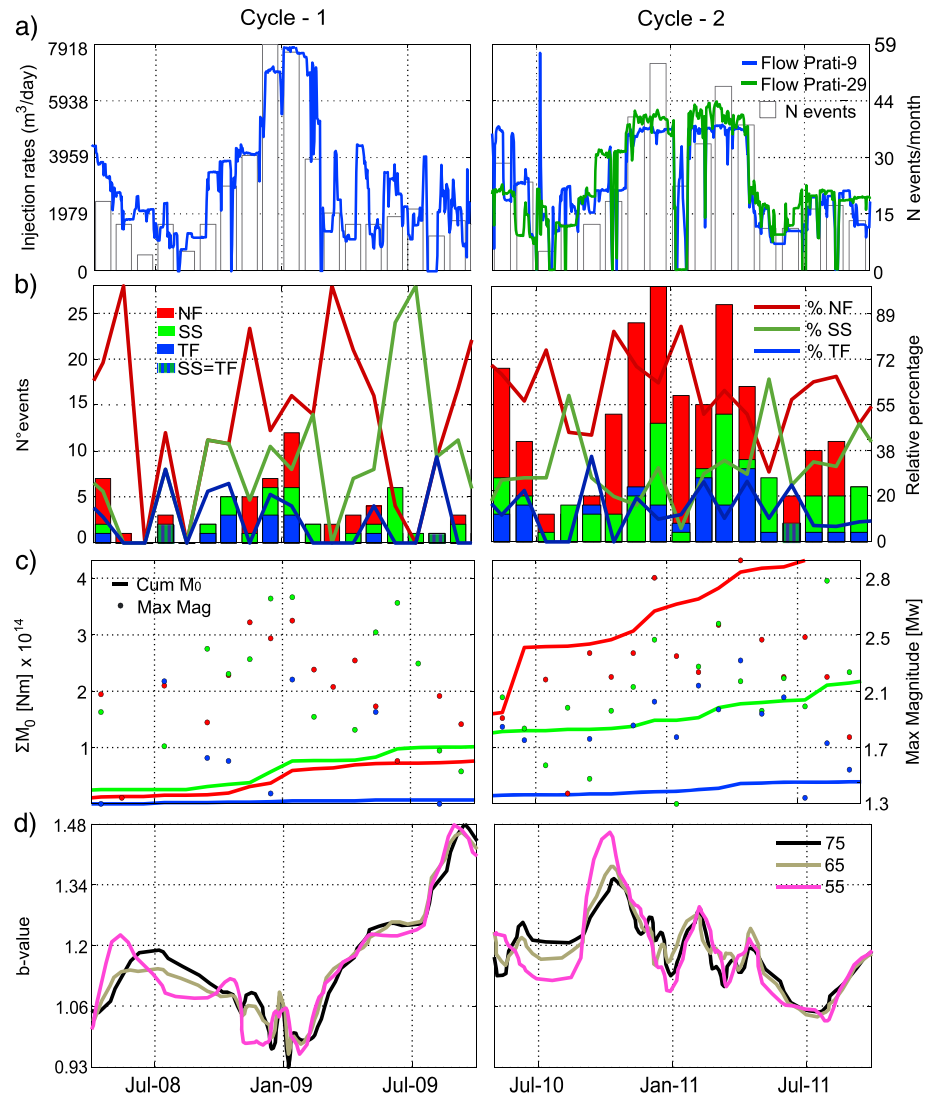 Cycle - 1
Cycle - 2
a)
7918
5938
3959
1979
0
Injection rates (m³/day)
Flow Prati-9
Flow Prati-29
N events
59
44
30
15
0
N events/month
b)
25
20
15
10
5
0
N°events
NF
SS
TF
SS=TF
% NF
% SS
% TF
89
72
55
38
20
0
Relative percentage
c)
4
3
2
1
ΣM₀ [Nm] x 10¹⁴
Cum M₀
Max Mag
2.8
2.5
2.1
1.7
1.3
Max Magnitude [Mw]
d)
1.48
1.34
1.2
1.06
0.93
b-value
75
65
55
Jul-08
Jan-09
Jul-09
Jul-10
Jan-11
Jul-11